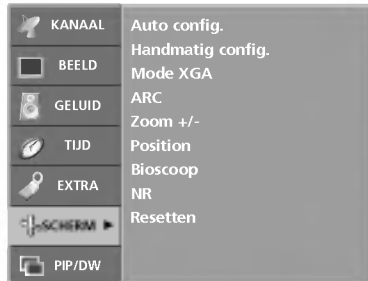 KANAAL
BEELD
GELUID
TIJD
EXTRA
SCHERM
PIP/DW
Auto config.
Handmatig config.
Mode XGA
ARC
Zoom +/-
Position
Bioscoop
NR
Resetten